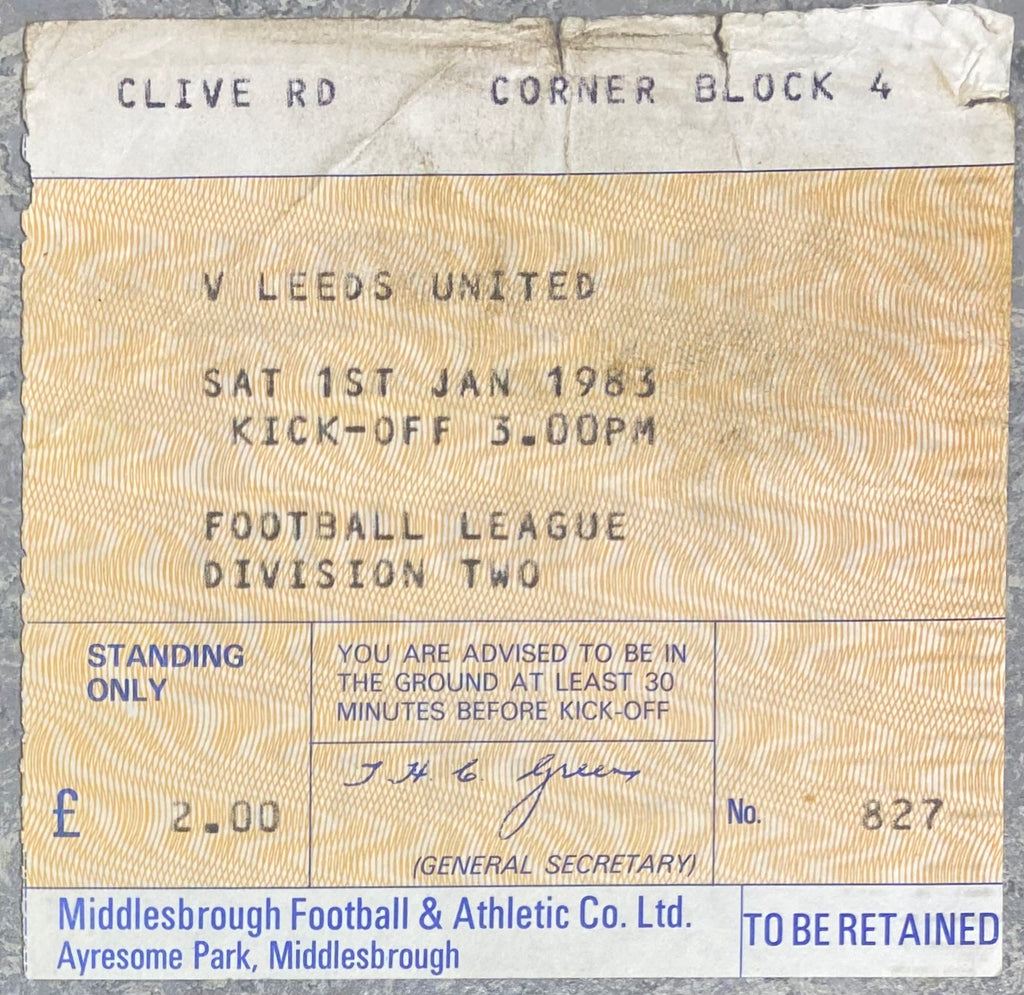 CLIVE RD CORNER BLOCK 4
V LEEDS UNITED
SAT 1ST JAN 1983
KICK-OFF 3.00PM
FOOTBALL LEAGUE
DIVISION TWO
STANDING
ONLY
£ 2.00
YOU ARE ADVISED TO BE IN
THE GROUND AT LEAST 30
MINUTES BEFORE KICK-OFF
T. H. C. Green
(GENERAL SECRETARY)
No. 827
Middlesbrough Football & Athletic Co. Ltd.
Ayresome Park, Middlesbrough
TO BE RETAINED